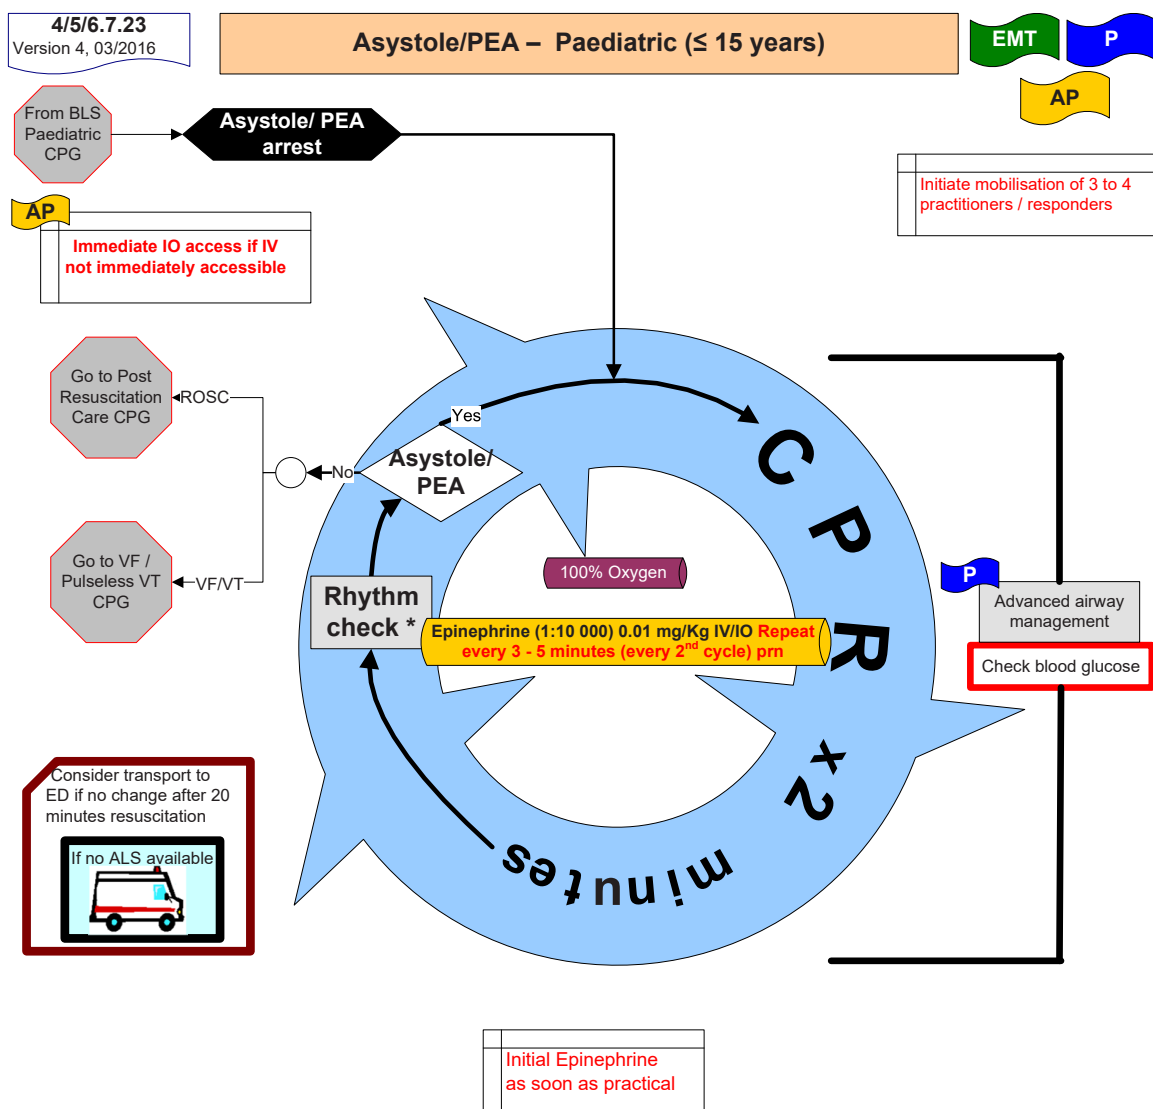 4/5/6.7.23
Version 4, 03/2016
Asystole/PEA – Paediatric (≤ 15 years)
EMT
P
AP
From BLS
Paediatric
CPG
Asystole/ PEA
arrest
Initiate mobilisation of 3 to 4
practitioners / responders
AP
Immediate IO access if IV
not immediately accessible
Go to Post
Resuscitation
Care CPG
ROSC
Yes
Asystole/
PEA
No
Go to VF /
Pulseless VT
CPG
VF/VT
Rhythm
check *
100% Oxygen
Epinephrine (1:10 000) 0.01 mg/Kg IV/IO Repeat
every 3 - 5 minutes (every 2nd cycle) prn
CPR x2 minutes
P
Advanced airway
management
Check blood glucose
Consider transport to
ED if no change after 20
minutes resuscitation
If no ALS available
Initial Epinephrine
as soon as practical